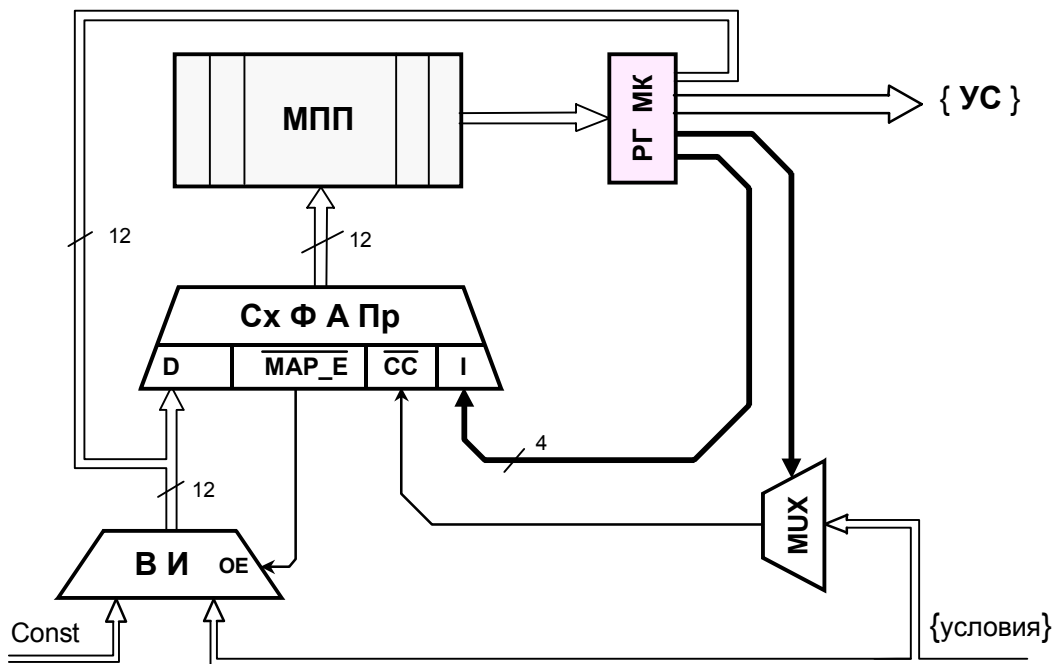 МПП
РГ МК
{ УС }
12
12
Сх Ф А Пр
D
MAP_E
CC
I
4
12
MUX
В И
OE
Const
{условия}